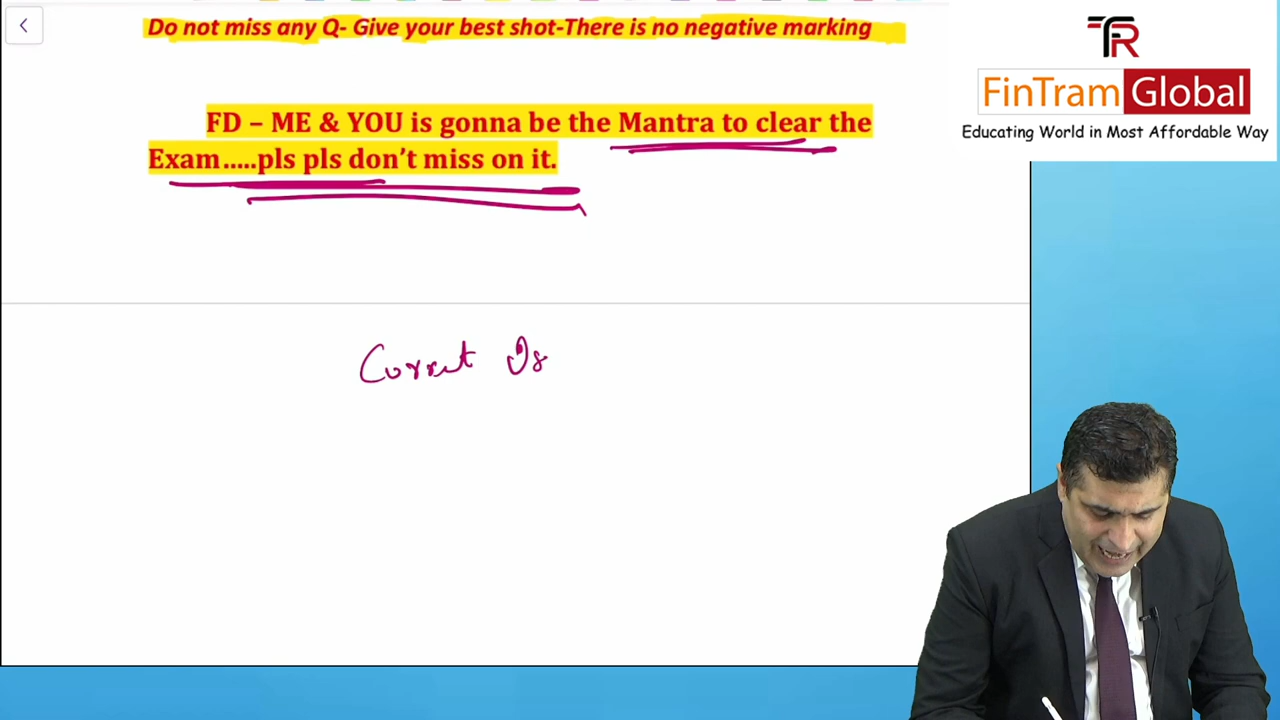 Do not miss any Q- Give your best shot-There is no negative marking
FD – ME & YOU is gonna be the Mantra to clear the
Exam.....pls pls don't miss on it.
TFR
FinTram Global
Educating World in Most Affordable Way